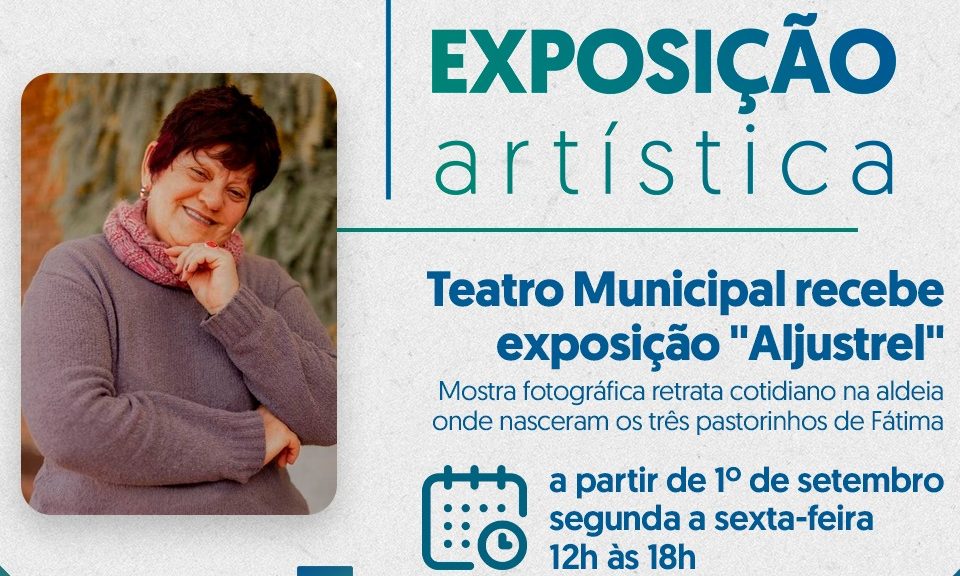 EXPOSIÇÃO
artística
Teatro Municipal recebe
exposição "Aljustrel"
Mostra fotográfica retrata cotidiano na aldeia
onde nasceram os três pastorinhos de Fátima
a partir de 1º de setembro
segunda a sexta-feira
12h às 18h